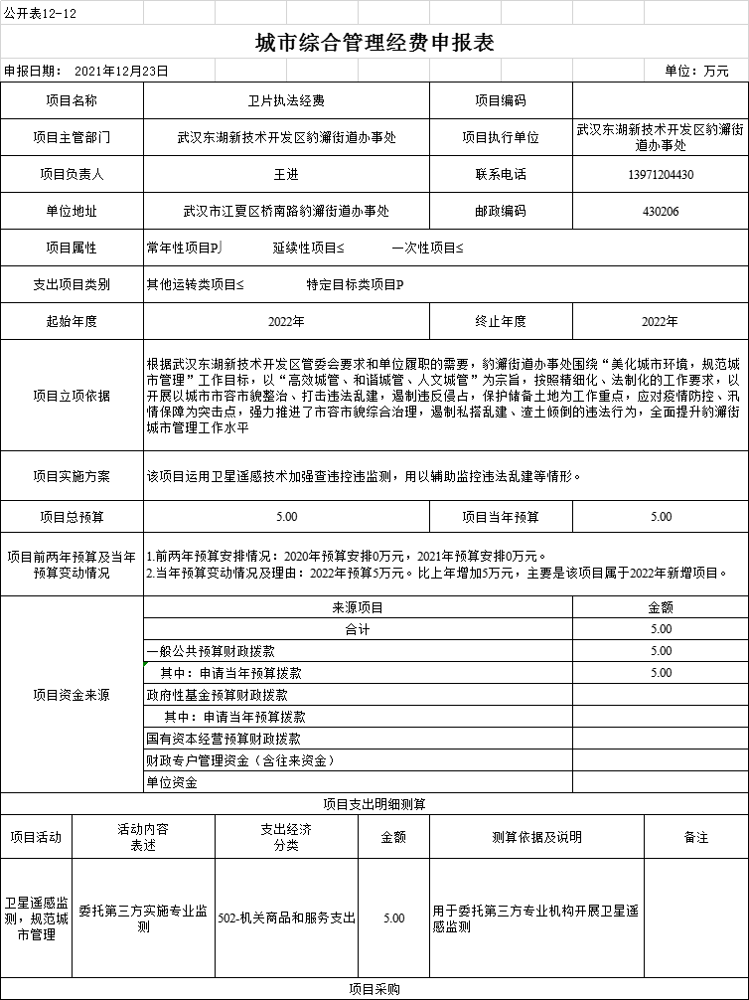 公开表12-12
城市综合管理经费申报表
申报日期： 2021年12月23日 单位：万元
项目名称 卫片执法经费 项目编码
项目主管部门 武汉东湖新技术开发区豹澥街道办事处 项目执行单位 武汉东湖新技术开发区豹澥街
道办事处
项目负责人 王进 联系电话 13971204430
单位地址 武汉市江夏区桥南路豹澥街道办事处 邮政编码 430206
项目属性 常年性项目P⌡ 延续性项目≤ 一次性项目≤
支出项目类别 其他运转类项目≤ 特定目标类项目P
起始年度 2022年 终止年度 2022年
项目立项依据
根据武汉东湖新技术开发区管委会要求和单位履职的需要，豹澥街道办事处围绕“美化城市环境，规范城
市管理”工作目标，以“高效城管、和谐城管、人文城管”为宗旨，按照精细化、法制化的工作要求，以
开展以城市市容市貌整治、打击违法乱建，遏制违反侵占，保护储备土地为工作重点，应对疫情防控、汛
情保障为突击点，强力推进了市容市貌综合治理，遏制私搭乱建、渣土倾倒的违法行为，全面提升豹澥街
城市管理工作水平
项目实施方案 该项目运用卫星遥感技术加强查违控违监测，用以辅助监控违法乱建等情形。
项目总预算 5.00 项目当年预算 5.00
项目前两年预算及当年
预算变动情况
1.前两年预算安排情况：2020年预算安排0万元，2021年预算安排0万元。
2.当年预算变动情况及理由：2022年预算5万元。比上年增加5万元，主要是该项目属于2022年新增项目。
项目资金来源
来源项目 金额
合计 5.00
一般公共预算财政拨款 5.00
其中：申请当年预算拨款 5.00
政府性基金预算财政拨款
其中：申请当年预算拨款
国有资本经营预算财政拨款
财政专户管理资金（含往来资金）
单位资金
项目支出明细测算
项目活动 活动内容
表述 支出经济
分类 金额 测算依据及说明 备注
卫星遥感监
测，规范城
市管理
委托第三方实施专业监
测
502-机关商品和服务支出 5.00
用于委托第三方专业机构开展卫星遥
感监测
项目采购